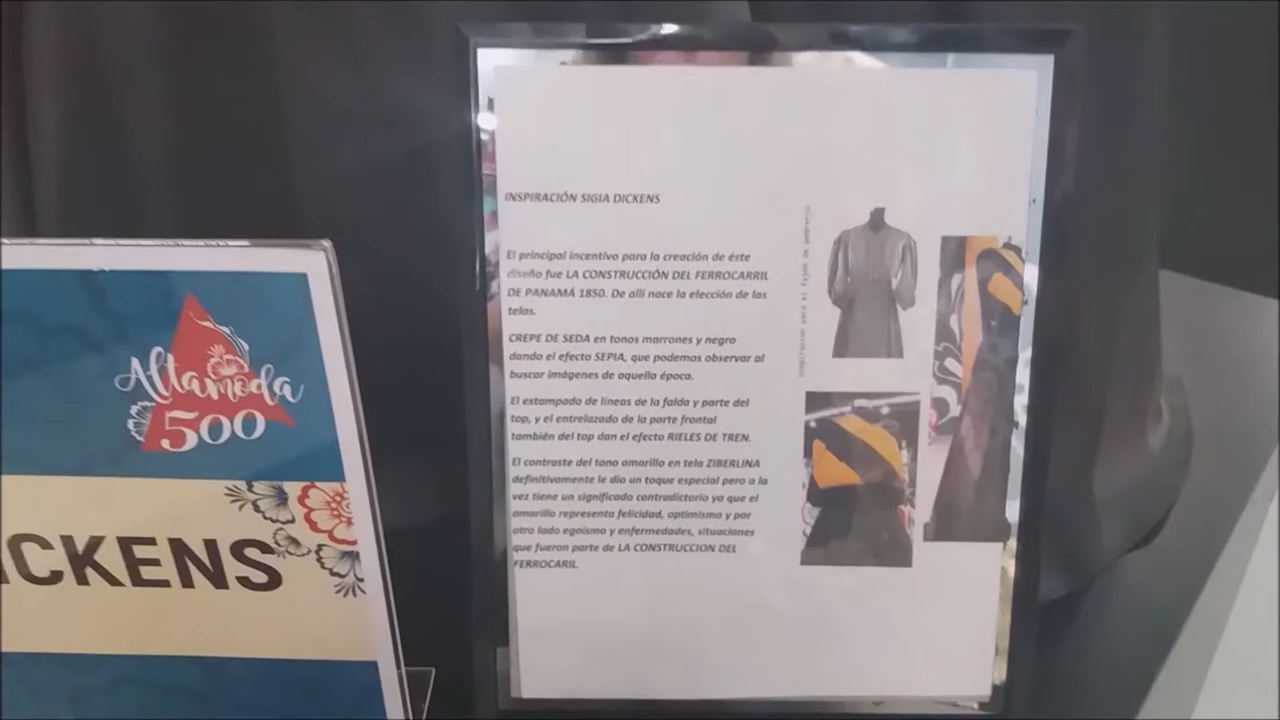 Altamoda
500
ICKENS
INSPIRACIÓN SIGIA DICKENS
El principal incentivo para la creación de éste
diseño fue LA CONSTRUCCIÓN DEL FERROCARRIL
DE PANAMÁ 1850. De alli nace la elección de las
telas.
CREPE DE SEDA en tonos marrones y negro
dando el efecto SEPIA, que podemos observar al
buscar imágenes de aquella época.
El estampado de líneas de la falda y parte del
top, y el entrelazado de la parte frontal
también del top dan el efecto RIELES DE TREN.
El contraste del tono amarillo en tela ZIBERLINA
definitivamente le dio un toque especial pero a la
vez tiene un significado contradictorio ya que el
amarillo representa felicidad, optimismo y por
otro lado egoísmo y enfermedades, situaciones
que fueron parte de LA CONSTRUCCION DEL
FERROCARIL.